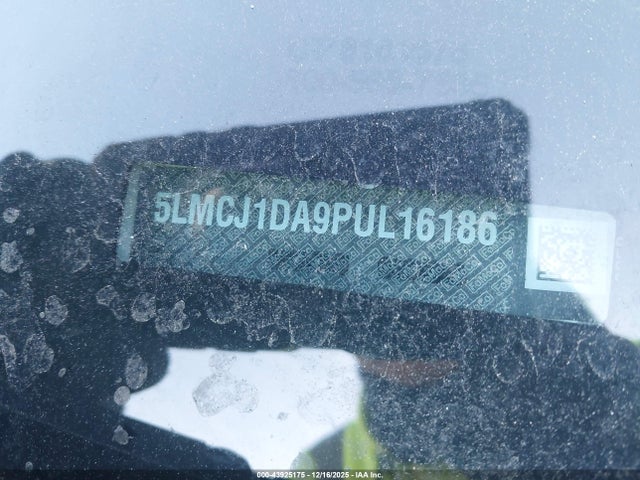 5LMCJ1DA9PUL16186
000-43925175 - 12/16/2025 - IAA Inc.